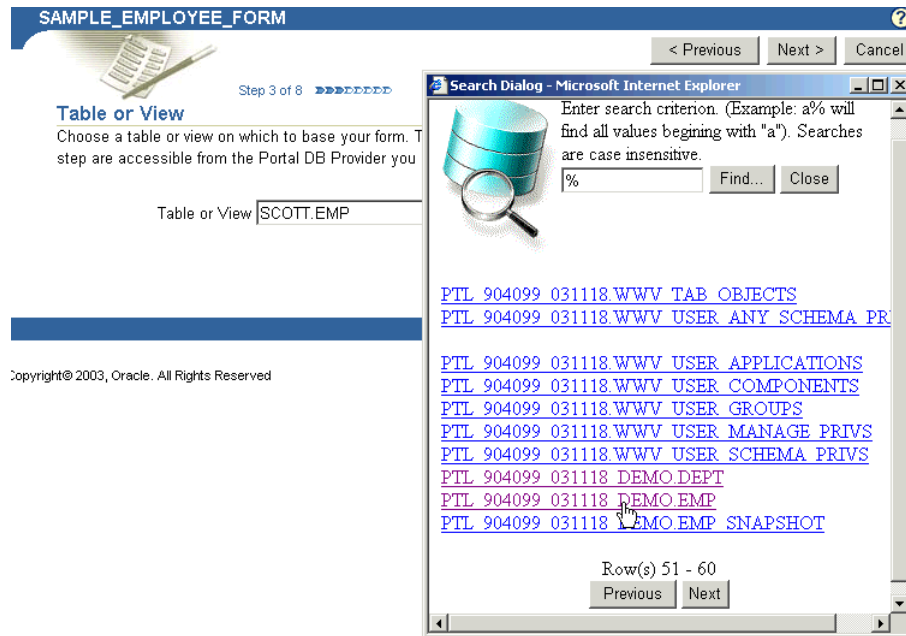 SAMPLE_EMPLOYEE_FORM
?
< Previous
Next >
Cancel
Step 3 of 8
Table or View
Choose a table or view on which to base your form. T
step are accessible from the Portal DB Provider you
Table or View
SCOTT.EMP
Copyright© 2003, Oracle. All Rights Reserved
Search Dialog - Microsoft Internet Explorer
Enter search criterion. (Example: a% will
find all values begining with "a"). Searches
are case insensitive.
%
Find...
Close
PTL_904099_031118.WWV_TAB_OBJECTS
PTL_904099_031118.WWV_USER_ANY_SCHEMA_PR
PTL_904099_031118.WWV_USER_APPLICATIONS
PTL_904099_031118.WWV_USER_COMPONENTS
PTL_904099_031118.WWV_USER_GROUPS
PTL_904099_031118.WWV_USER_MANAGE_PRIVS
PTL_904099_031118.WWV_USER_SCHEMA_PRIVS
PTL_904099_031118_DEMO.DEPT
PTL_904099_031118_DEMO.EMP
PTL_904099_031118_DEMO.EMP_SNAPSHOT
Row(s) 51 - 60
Previous
Next